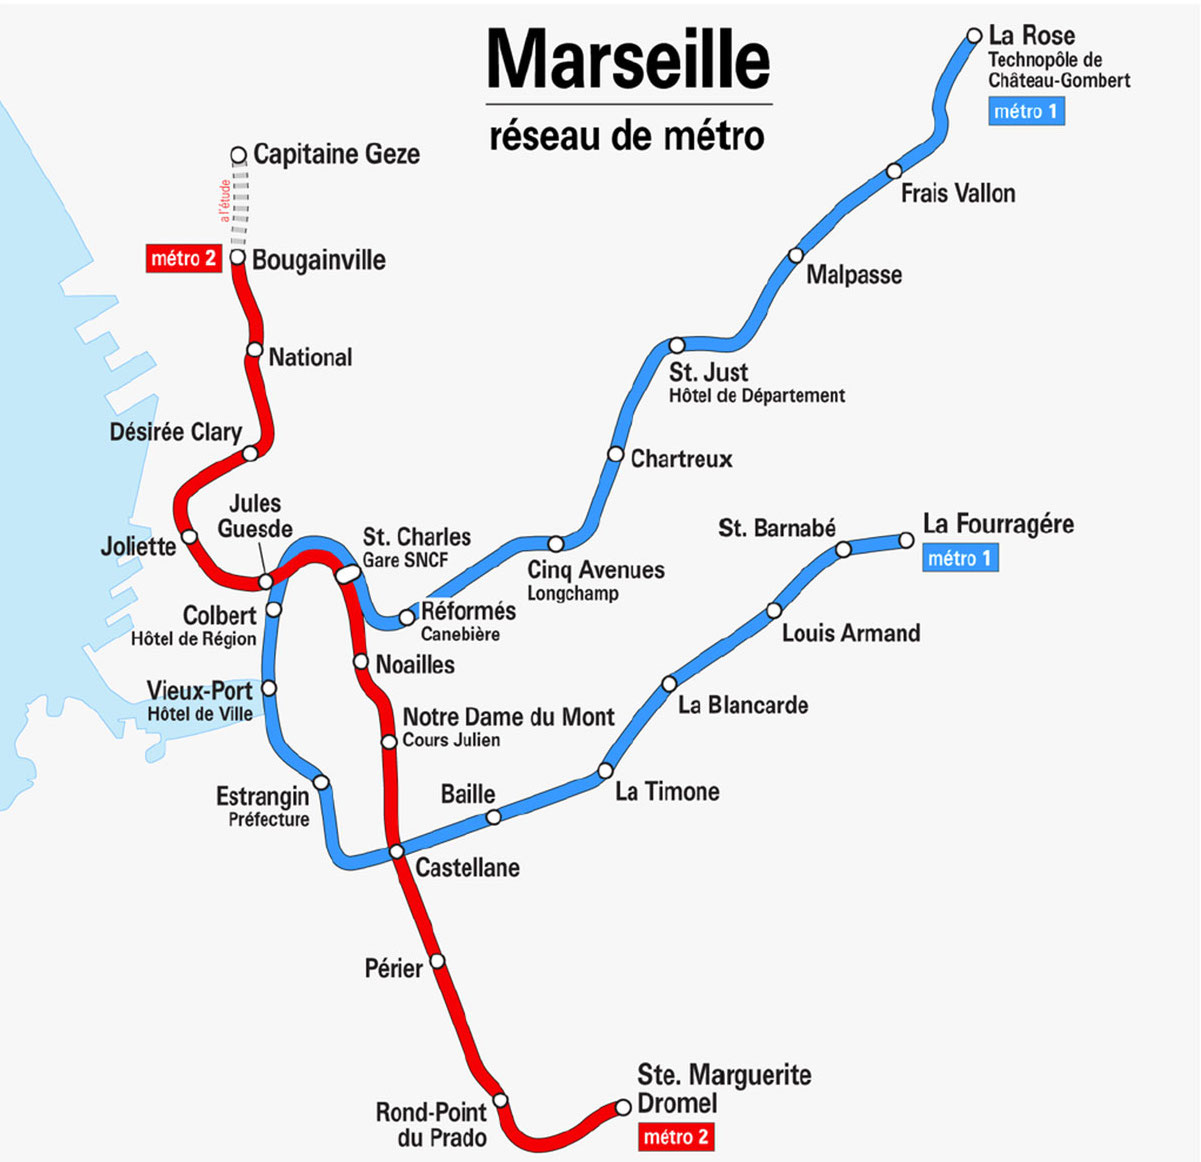 Marseille
réseau de métro
La Rose
Technopôle de
Château-Gombert
métro 1
Capitaine Geze
a l'étude
Frais Vallon
métro 2
Bougainville
Malpasse
National
St. Just
Hôtel de Département
Désirée Clary
Chartreux
Jules
Guesde
St. Charles
Gare SNCF
Joliette
St. Barnabé
La Fourragére
métro 1
Cinq Avenues
Longchamp
Colbert
Hôtel de Région
Réformés
Canebière
Louis Armand
Noailles
Vieux-Port
Hôtel de Ville
La Blancarde
Notre Dame du Mont
Cours Julien
Estrangin
Préfecture
Baille
La Timone
Castellane
Périer
Ste. Marguerite
Dromel
métro 2
Rond-Point
du Prado